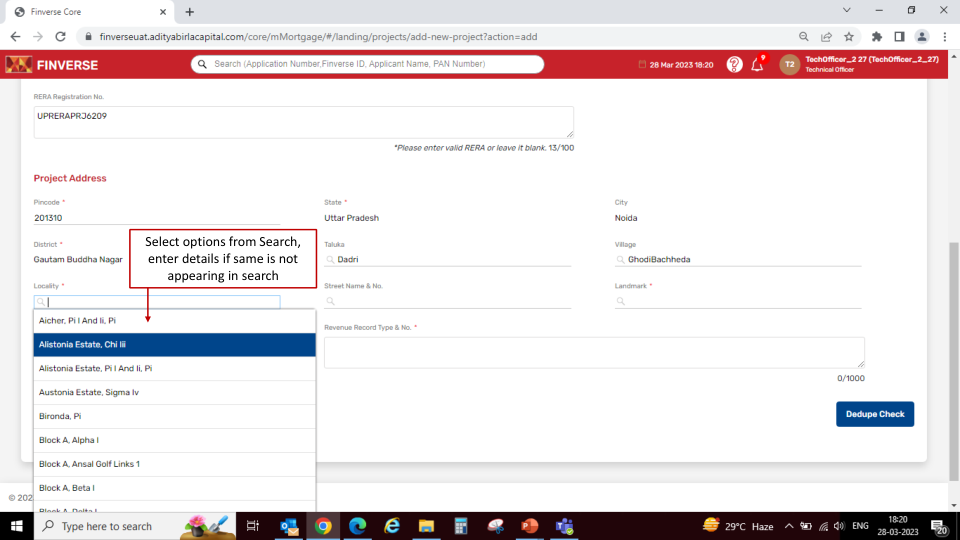 Finverse Core
finverseuat.adityabirlacapital.com/core/mMortgage/#/landing/projects/add-new-project?action=add
FINVERSE
Search (Application Number,Finverse ID, Applicant Name, PAN Number)
28 Mar 2023 18:20
T2
TechOfficer_2 27 (TechOfficer_2_27)
Technical Officer
RERA Registration No.
UPRERAPRJ6209
*Please enter valid RERA or leave it blank. 13/100
Project Address
Pincode *
State *
City
201310
Uttar Pradesh
Noida
District *
Taluka
Village
Gautam Buddha Nagar
Dadri
GhodiBachheda
Select options from Search,
enter details if same is not
appearing in search
Locality *
Street Name & No.
Landmark *
Revenue Record Type & No. *
0/1000
Aicher, Pi I And Ii, Pi
Alistonia Estate, Chi Iii
Alistonia Estate, Pi I And Ii, Pi
Austonia Estate, Sigma Iv
Bironda, Pi
Block A, Alpha I
Block A, Ansal Golf Links 1
Block A, Beta I
Block A, Delta I
Dedupe Check
© 202
Type here to search
29°C Haze
ENG
18:20
28-03-2023
20